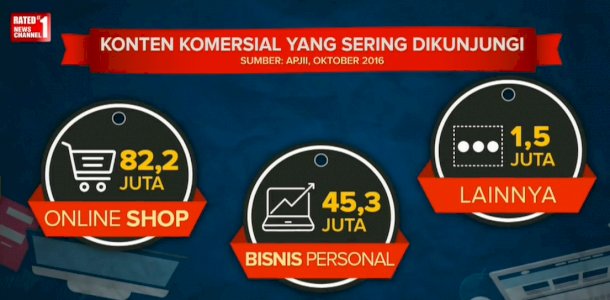 RATED # 1
NEWS
CHANNEL
KONTEN KOMERSIAL YANG SERING DIKUNJUNGI
SUMBER: APJII, OKTOBER 2016
82,2
JUTA
ONLINE SHOP
45,3
JUTA
BISNIS PERSONAL
1,5
JUTA
LAINNYA